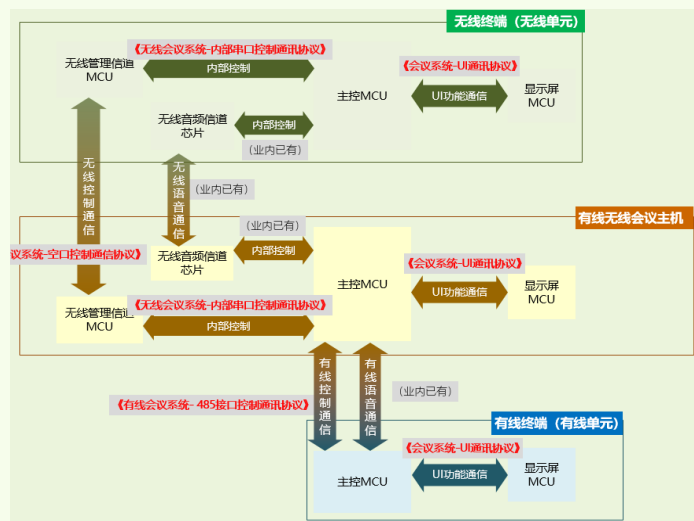 无线终端（无线单元）
《无线会议系统-内部串口控制通讯协议》
无线管理信道
MCU
内部控制
主控MCU
《会议系统-UI通讯协议》
UI功能通信
显示屏
MCU
无线音频信道
芯片
内部控制
（业内已有）
无线控制通信
无线语音通信
（业内已有）
有线无线会议主机
（业内已有）
内部控制
议系统-空口控制通信协议》
无线音频信道
芯片
主控MCU
《会议系统-UI通讯协议》
UI功能通信
显示屏
MCU
《无线会议系统-内部串口控制通讯协议》
无线管理信道
MCU
内部控制
有线控制通信
有线语音通信
（业内已有）
《有线会议系统- 485接口控制通讯协议》
有线终端（有线单元）
《会议系统-UI通讯协议》
主控MCU
UI功能通信
显示屏
MCU